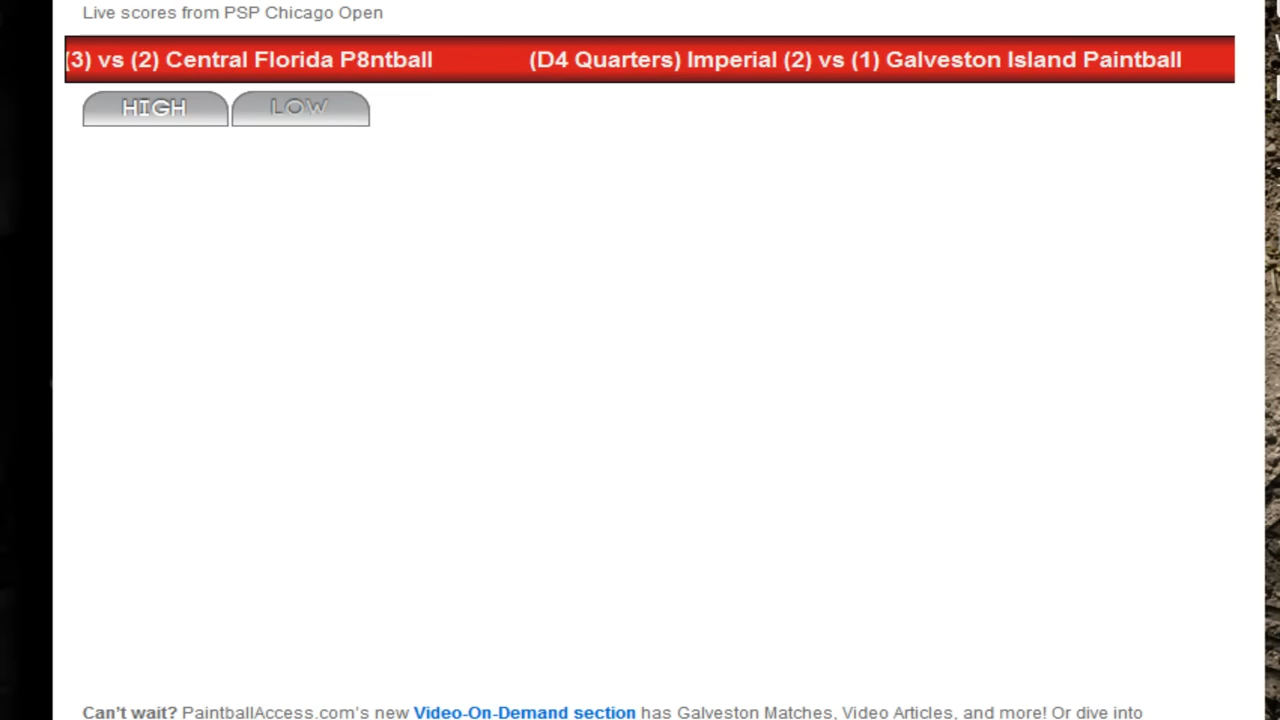 Live scores from PSP Chicago Open
(3) vs (2) Central Florida P8ntball (D4 Quarters) Imperial (2) vs (1) Galveston Island Paintball
HIGH LOW
Can't wait? PaintballAccess.com's new Video-On-Demand section has Galveston Matches, Video Articles, and more! Or dive into